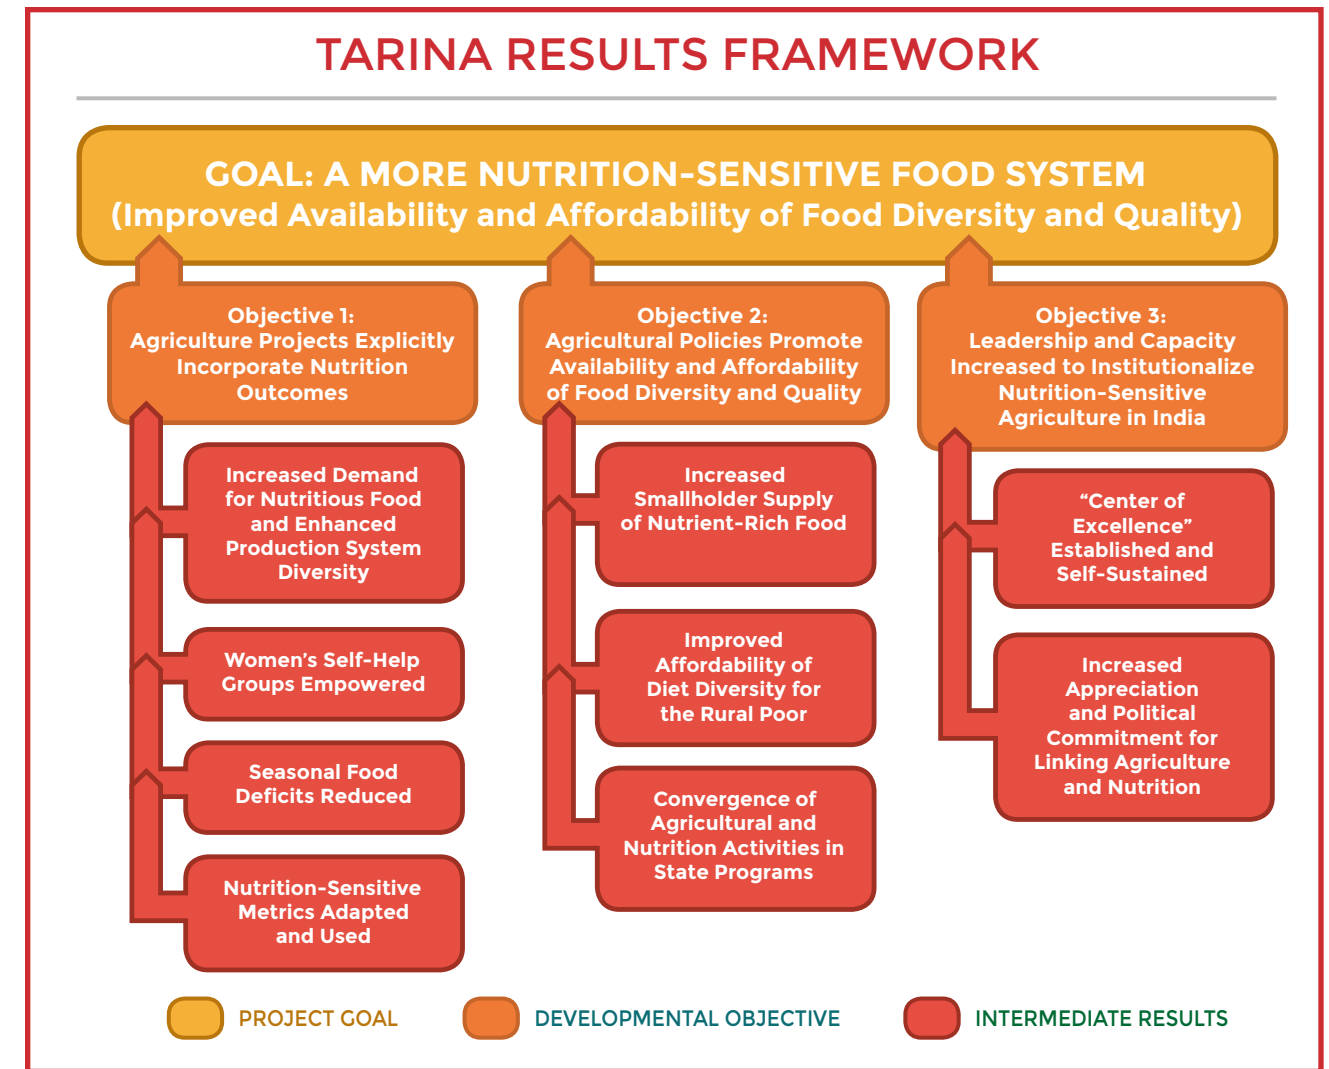 TARINA RESULTS FRAMEWORK
GOAL: A MORE NUTRITION-SENSITIVE FOOD SYSTEM
(Improved Availability and Affordability of Food Diversity and Quality)
Objective 1:
Agriculture Projects Explicitly
Incorporate Nutrition
Outcomes
Increased Demand
for Nutritious Food
and Enhanced
Production System
Diversity
Women's Self-Help
Groups Empowered
Seasonal Food
Deficits Reduced
Nutrition-Sensitive
Metrics Adapted
and Used
Objective 2:
Agricultural Policies Promote
Availability and Affordability
of Food Diversity and Quality
Increased
Smallholder Supply
of Nutrient-Rich Food
Improved
Affordability of
Diet Diversity for
the Rural Poor
Convergence of
Agricultural and
Nutrition Activities in
State Programs
Objective 3:
Leadership and Capacity
Increased to Institutionalize
Nutrition-Sensitive
Agriculture in India
“Center of
Excellence”
Established and
Self-Sustained
Increased
Appreciation
and Political
Commitment for
Linking Agriculture
and Nutrition
PROJECT GOAL
DEVELOPMENTAL OBJECTIVE
INTERMEDIATE RESULTS